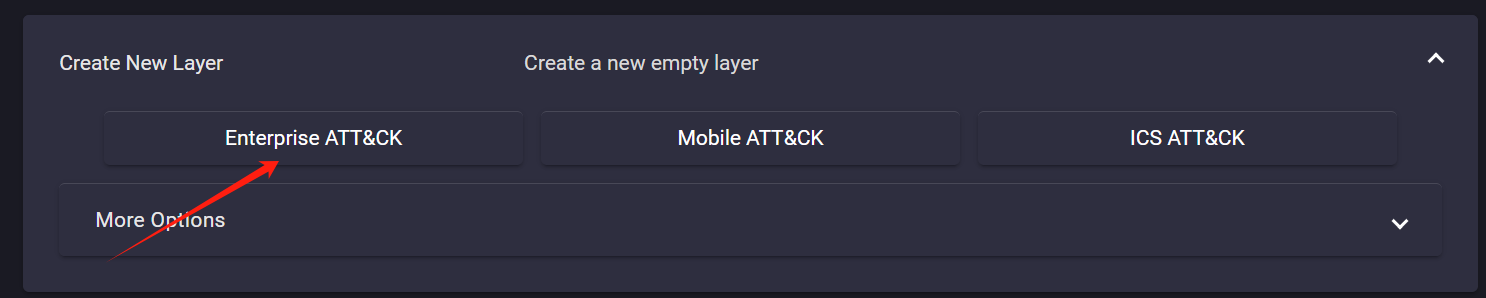 Create New Layer
Create a new empty layer
Enterprise ATT&CK
Mobile ATT&CK
ICS ATT&CK
More Options